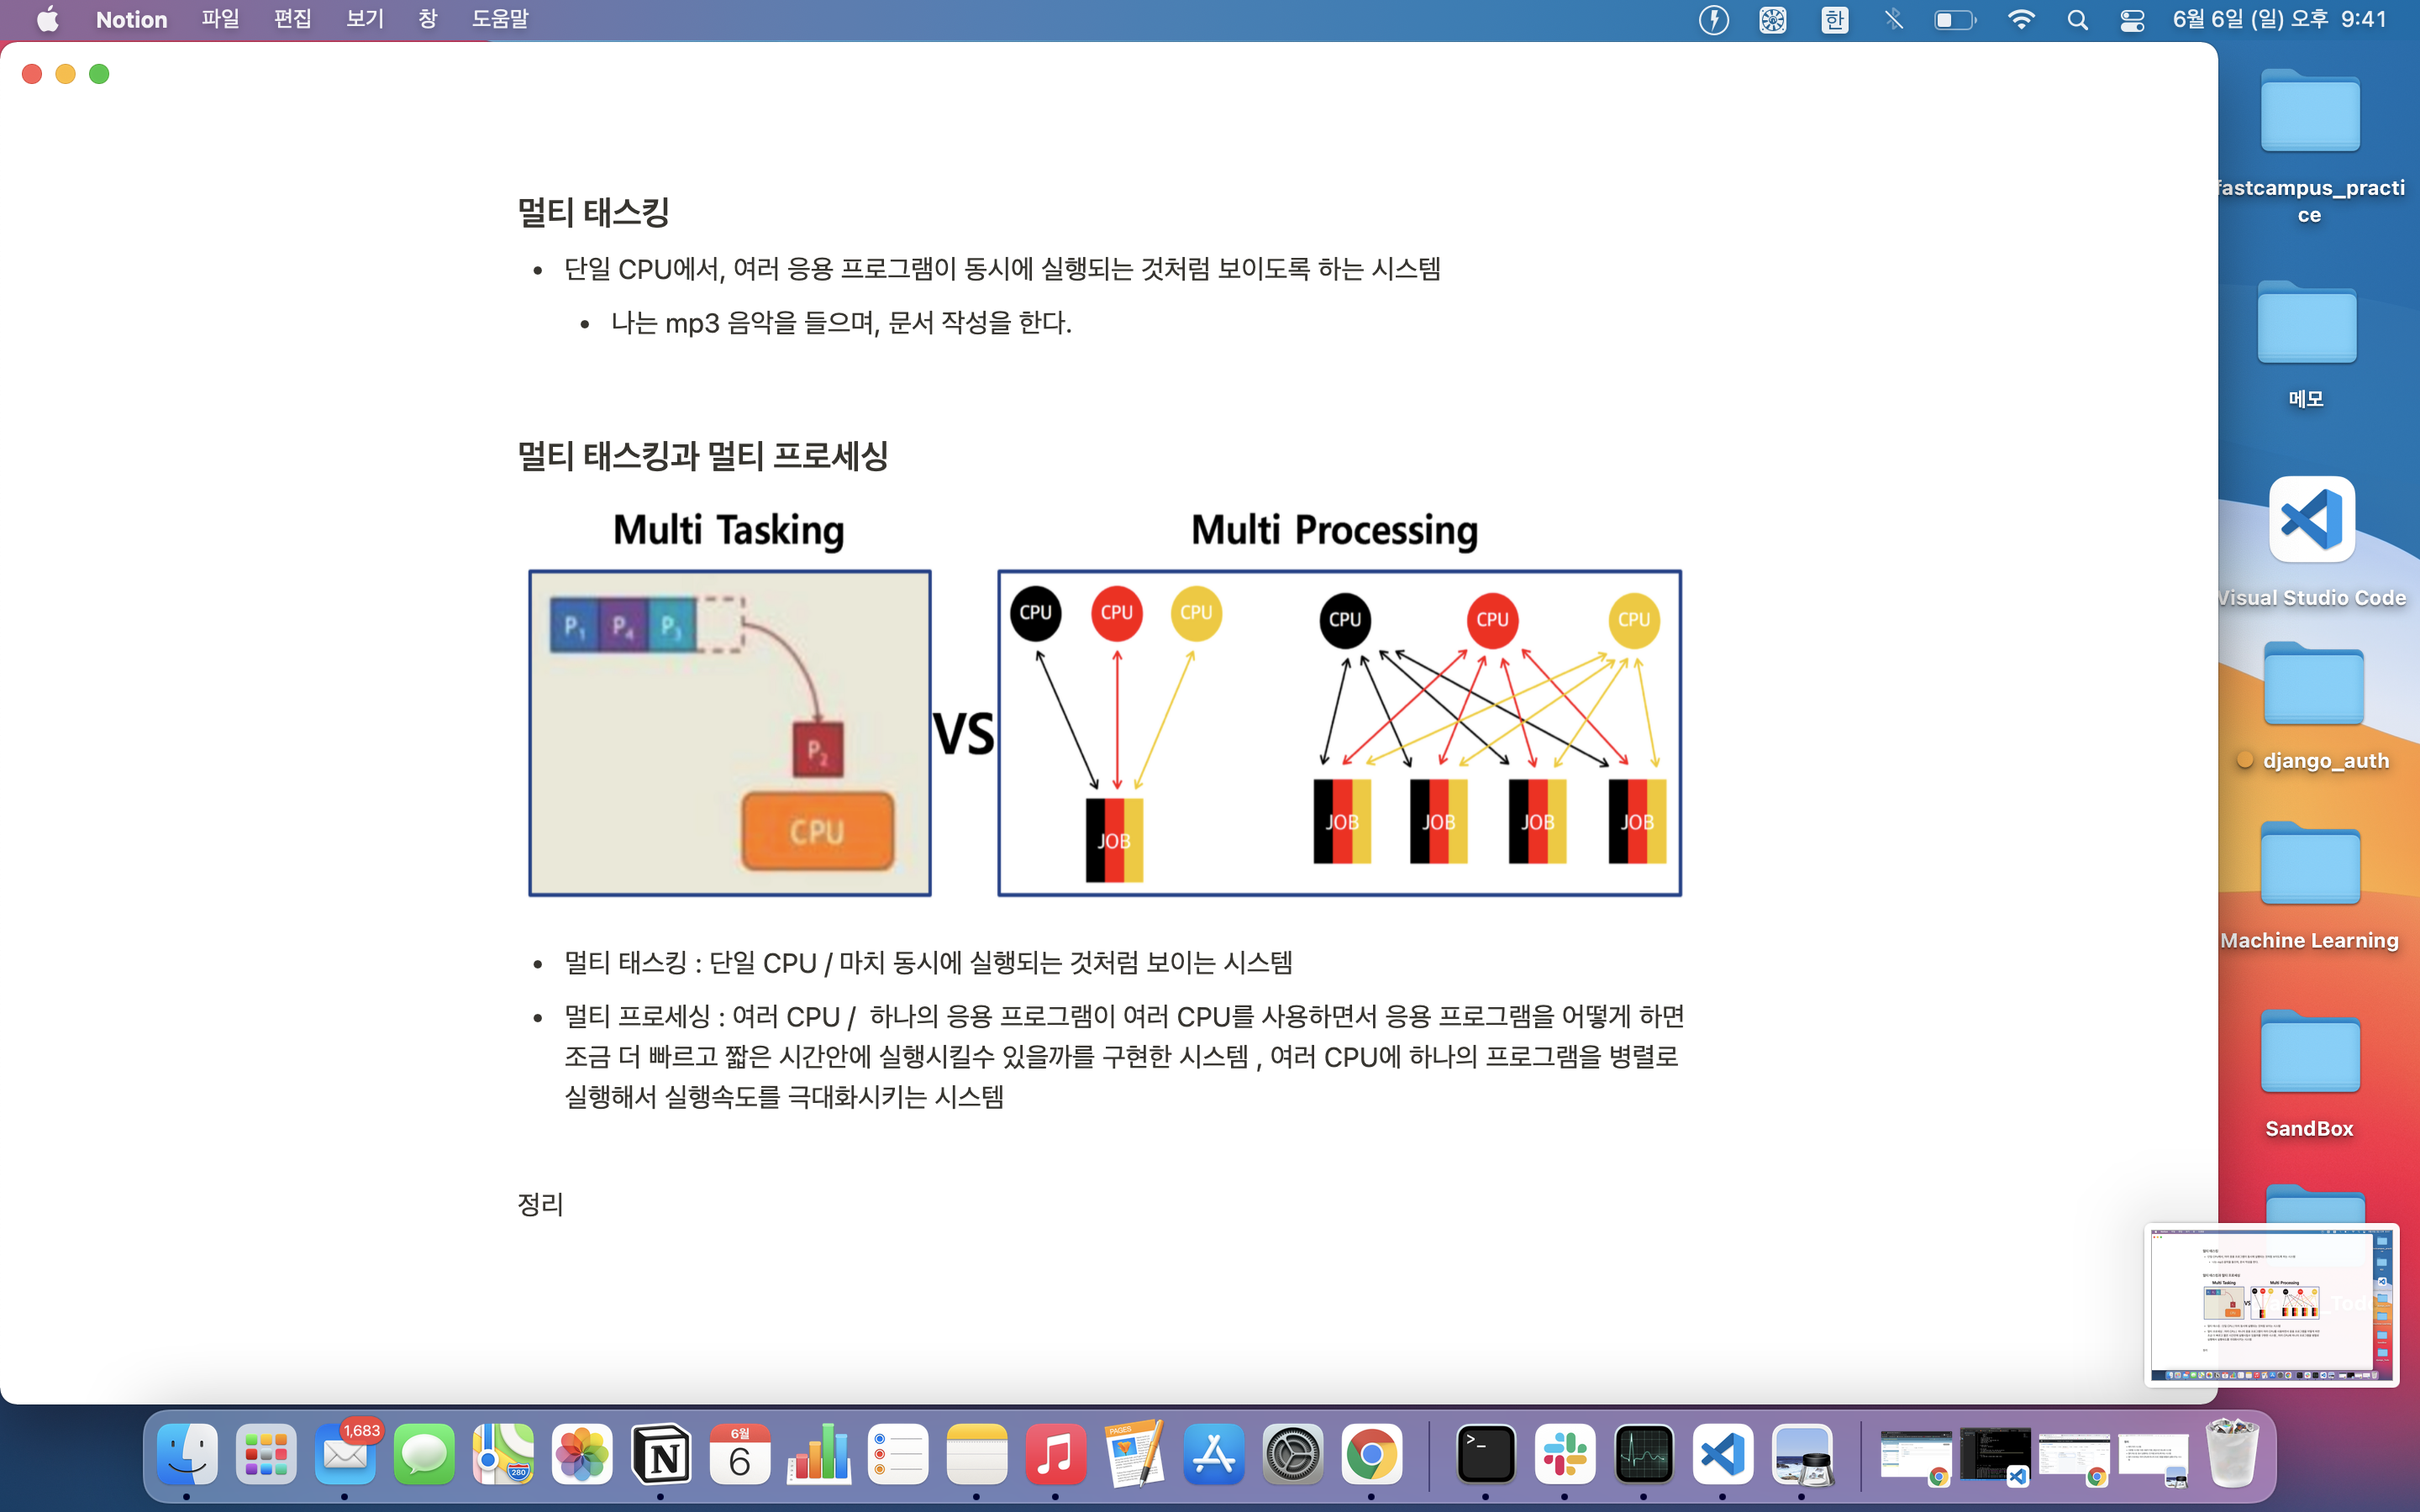 Notion 파일 편집 보기 창 도움말 한 6월 6일 (일) 오후 9:41
멀티 태스킹
• 단일 CPU에서, 여러 응용 프로그램이 동시에 실행되는 것처럼 보이도록 하는 시스템
• 나는 mp3 음악을 들으며, 문서 작성을 한다.
멀티 태스킹과 멀티 프로세싱
Multi Tasking
P1 P4 P3
P2
CPU
VS
Multi Processing
CPU CPU CPU CPU CPU CPU
JOB JOB JOB JOB JOB
• 멀티 태스킹 : 단일 CPU / 마치 동시에 실행되는 것처럼 보이는 시스템
• 멀티 프로세싱 : 여러 CPU / 하나의 응용 프로그램이 여러 CPU를 사용하면서 응용 프로그램을 어떻게 하면
조금 더 빠르고 짧은 시간안에 실행시킬수 있을까를 구현한 시스템 , 여러 CPU에 하나의 프로그램을 병렬로
실행해서 실행속도를 극대화시키는 시스템
정리
fastcampus_practi
ce
메모
Visual Studio Code
django_auth
Machine Learning
SandBox
1,683
280
6월
6
PAGES
>_